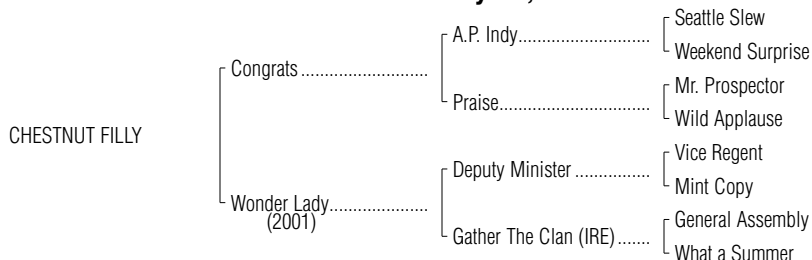 Seattle Slew
A.P. Indy..............................
Weekend Surprise
Congrats ............................
Mr. Prospector
Praise...................................
Wild Applause
CHESTNUT FILLY
Vice Regent
Deputy Minister .................
Mint Copy
Wonder Lady......................
(2001)
General Assembly
Gather The Clan (IRE).......
What a Summer